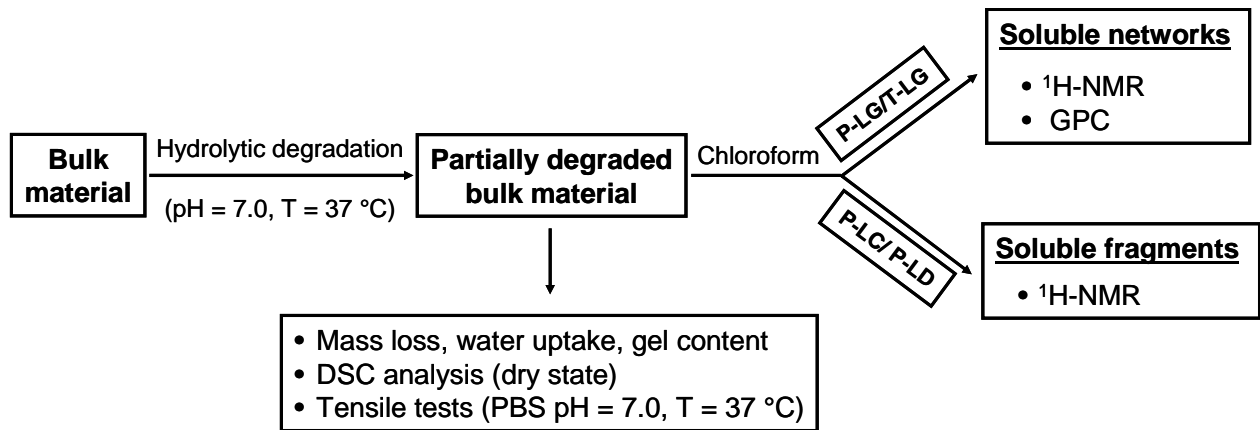 Bulk
material
Hydrolytic degradation
(pH = 7.0, T = 37 °C)
Partially degraded
bulk material
Chloroform
P-LG/T-LG
P-LC/ P-LD
Soluble networks
• ¹H-NMR
• GPC
Soluble fragments
• ¹H-NMR
• Mass loss, water uptake, gel content
• DSC analysis (dry state)
• Tensile tests (PBS pH = 7.0, T = 37 °C)